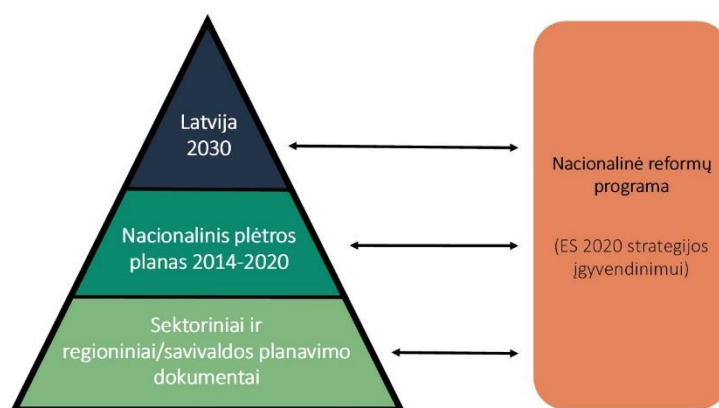 Latvija
2030
Nacionalinis plėtros
planas 2014-2020
Sektoriniai ir
regioniniai/savivaldos planavimo
dokumentai
Nacionalinė reformų
programa
(ES 2020 strategijos
įgyvendinimui)